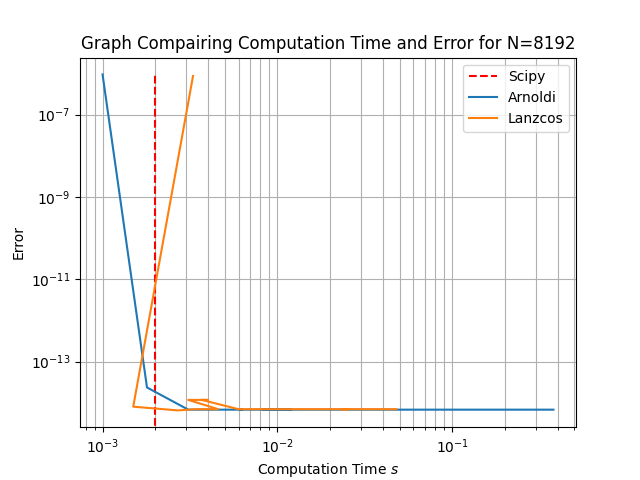 Graph Compairing Computation Time and Error for N=8192
Scipy
Arnoldi
Lanzcos
Error
10⁻⁷
10⁻⁹
10⁻¹¹
10⁻¹³
10⁻³ 10⁻² 10⁻¹
Computation Time s